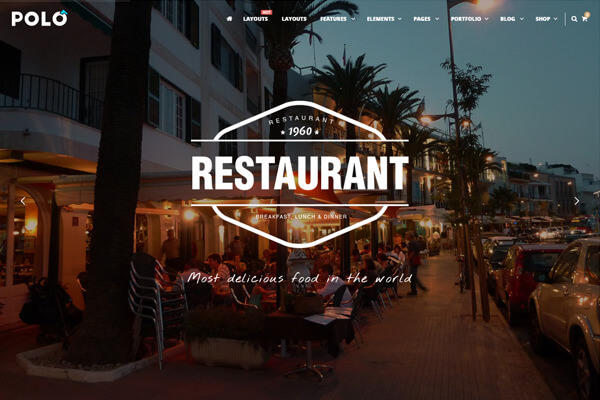 POLO
HOT
LAYOUTS LAYOUTS FEATURES ELEMENTS PAGES PORTFOLIO BLOG SHOP
RESTAURANT
1960
RESTAURANT
BREAKFAST, LUNCH & DINNER
Most delicious food in the world